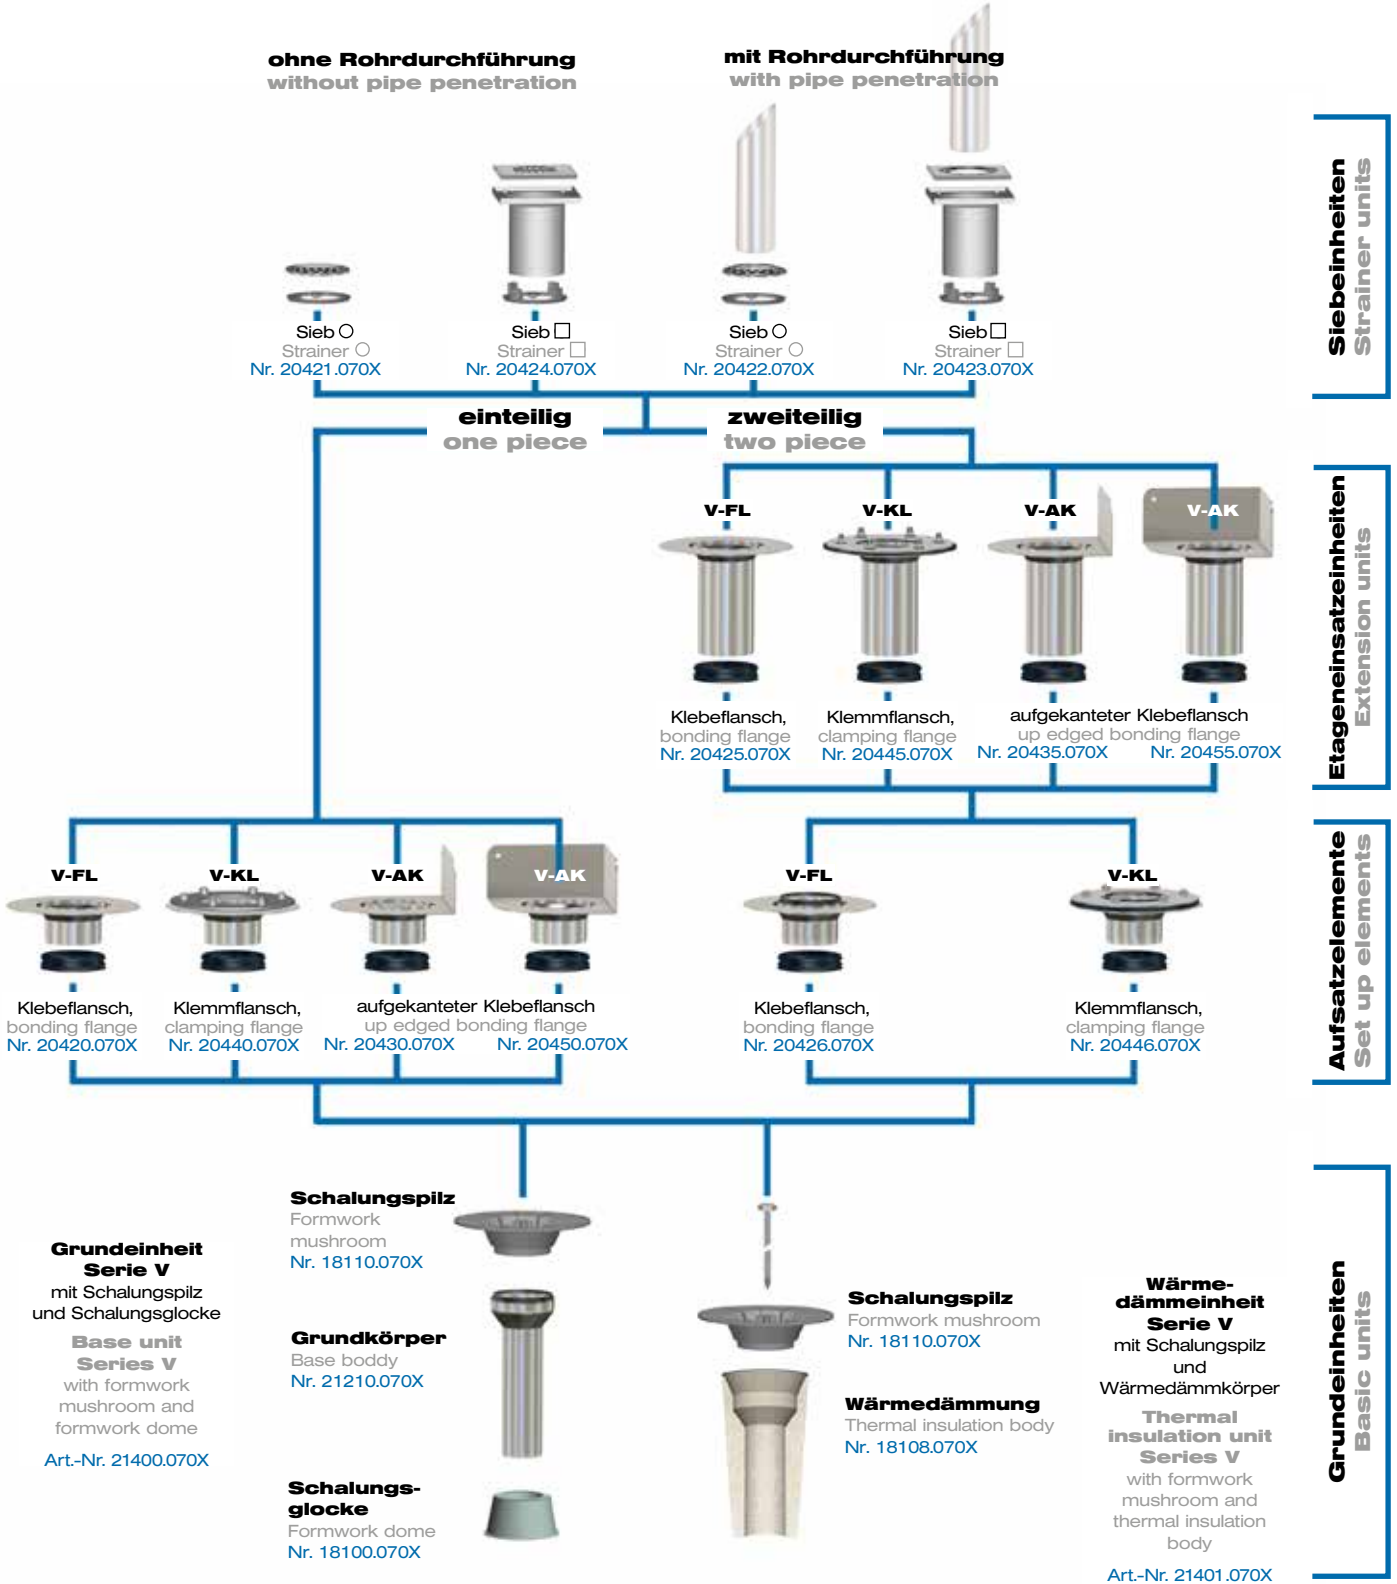 ohne Rohrdurchführung
without pipe penetration
mit Rohrdurchführung
with pipe penetration
Sieb ○
Strainer ○
Nr. 20421.070X
Sieb □
Strainer □
Nr. 20424.070X
Sieb ○
Strainer ○
Nr. 20422.070X
Sieb □
Strainer □
Nr. 20423.070X
Siebeinheiten
Strainer units
einteilig
one piece
zweiteilig
two piece
V-FL
V-KL
V-AK
V-AK
Klebeflansch,
bonding flange
Nr. 20425.070X
Klemmflansch,
clamping flange
Nr. 20445.070X
aufgekanteter Klebeflansch
up edged bonding flange
Nr. 20435.070X
Nr. 20455.070X
Etageneinsatzeinheiten
Extension units
V-FL
V-KL
V-AK
V-AK
V-FL
V-KL
Klebeflansch,
bonding flange
Nr. 20420.070X
Klemmflansch,
clamping flange
Nr. 20440.070X
aufgekanteter Klebeflansch
up edged bonding flange
Nr. 20430.070X
Nr. 20450.070X
Klebeflansch,
bonding flange
Nr. 20426.070X
Klemmflansch,
clamping flange
Nr. 20446.070X
Aufsatzelemente
Set up elements
Grundeinheit
Serie V
mit Schalungspilz
und Schalungsglocke
Base unit
Series V
with formwork
mushroom and
formwork dome
Art.-Nr. 21400.070X
Schalungspilz
Formwork
mushroom
Nr. 18110.070X
Grundkörper
Base boddy
Nr. 21210.070X
Schalungs-
glocke
Formwork dome
Nr. 18100.070X
Schalungspilz
Formwork mushroom
Nr. 18110.070X
Wärmedämmung
Thermal insulation body
Nr. 18108.070X
Wärme-
dämmeinheit
Serie V
mit Schalungspilz
und
Wärmedämmkörper
Thermal
insulation unit
Series V
with formwork
mushroom and
thermal insulation
body
Art.-Nr. 21401.070X
Grundeinheiten
Basic units